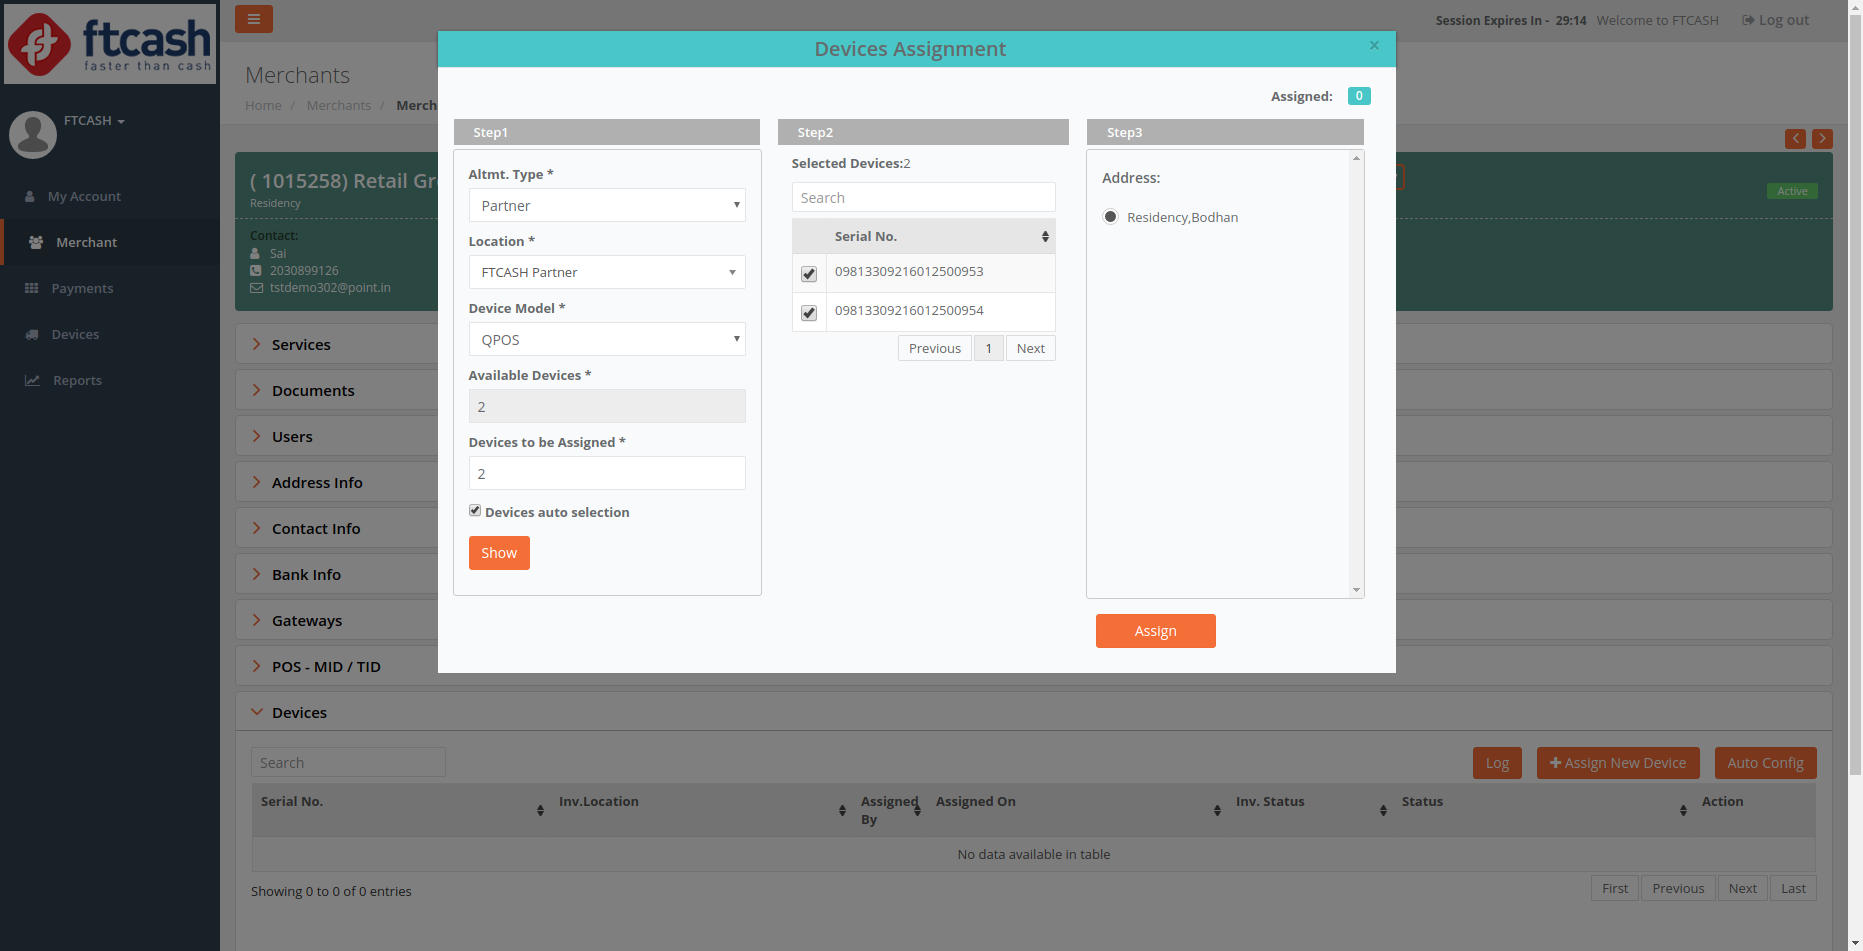 ftcash
faster than cash
FTCASH
My Account
Merchant
Payments
Devices
Reports
Session Expires In - 29:14
Welcome to FTCASH
Log out
Merchants
Home / Merchants / Merch
( 1015258) Retail Gr
Residency
Active
Contact:
Sai
2030899126
tstdemo302@point.in
Services
Documents
Users
Address Info
Contact Info
Bank Info
Gateways
POS - MID / TID
Devices
Devices Assignment
×
Assigned: 0
Step1
Altmt. Type *
Partner
Location *
FTCASH Partner
Device Model *
QPOS
Available Devices *
2
Devices to be Assigned *
2
Devices auto selection
Show
Step2
Selected Devices:2
Search
Serial No.
09813309216012500953
09813309216012500954
Previous 1 Next
Step3
Address:
Residency,Bodhan
Assign
Search
Log
Assign New Device
Auto Config
Serial No. Inv.Location Assigned By Assigned On Inv. Status Status Action
No data available in table
Showing 0 to 0 of 0 entries
First Previous Next Last